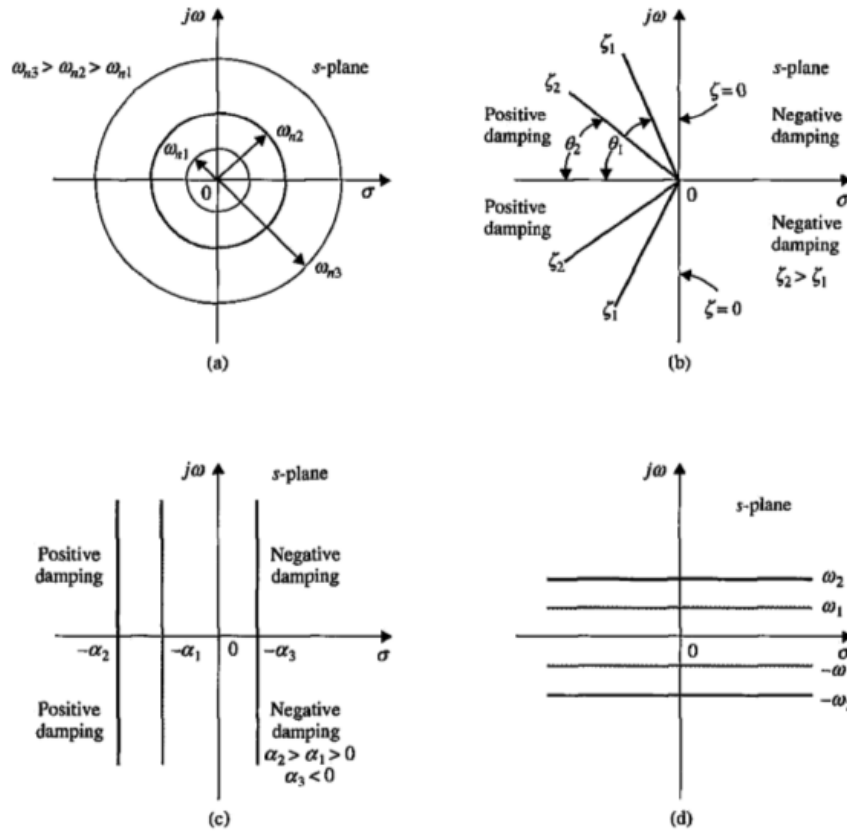 jω
ωn3 > ωn2 > ωn1
s-plane
ωn2
ωn1
0
σ
ωn3
(a)
jω
ζ1
s-plane
ζ2
ζ = 0
Positive
damping
Negative
damping
θ2
θ1
0
σ
Positive
damping
Negative
damping
ζ2
ζ2 > ζ1
ζ1
ζ = 0
(b)
jω
s-plane
Positive
damping
Negative
damping
−α2
−α1
0
−α3
σ
Positive
damping
Negative
damping
α2 > α1 > 0
α3 < 0
(c)
jω
s-plane
ω2
ω1
0
σ
−ω
−ω
(d)